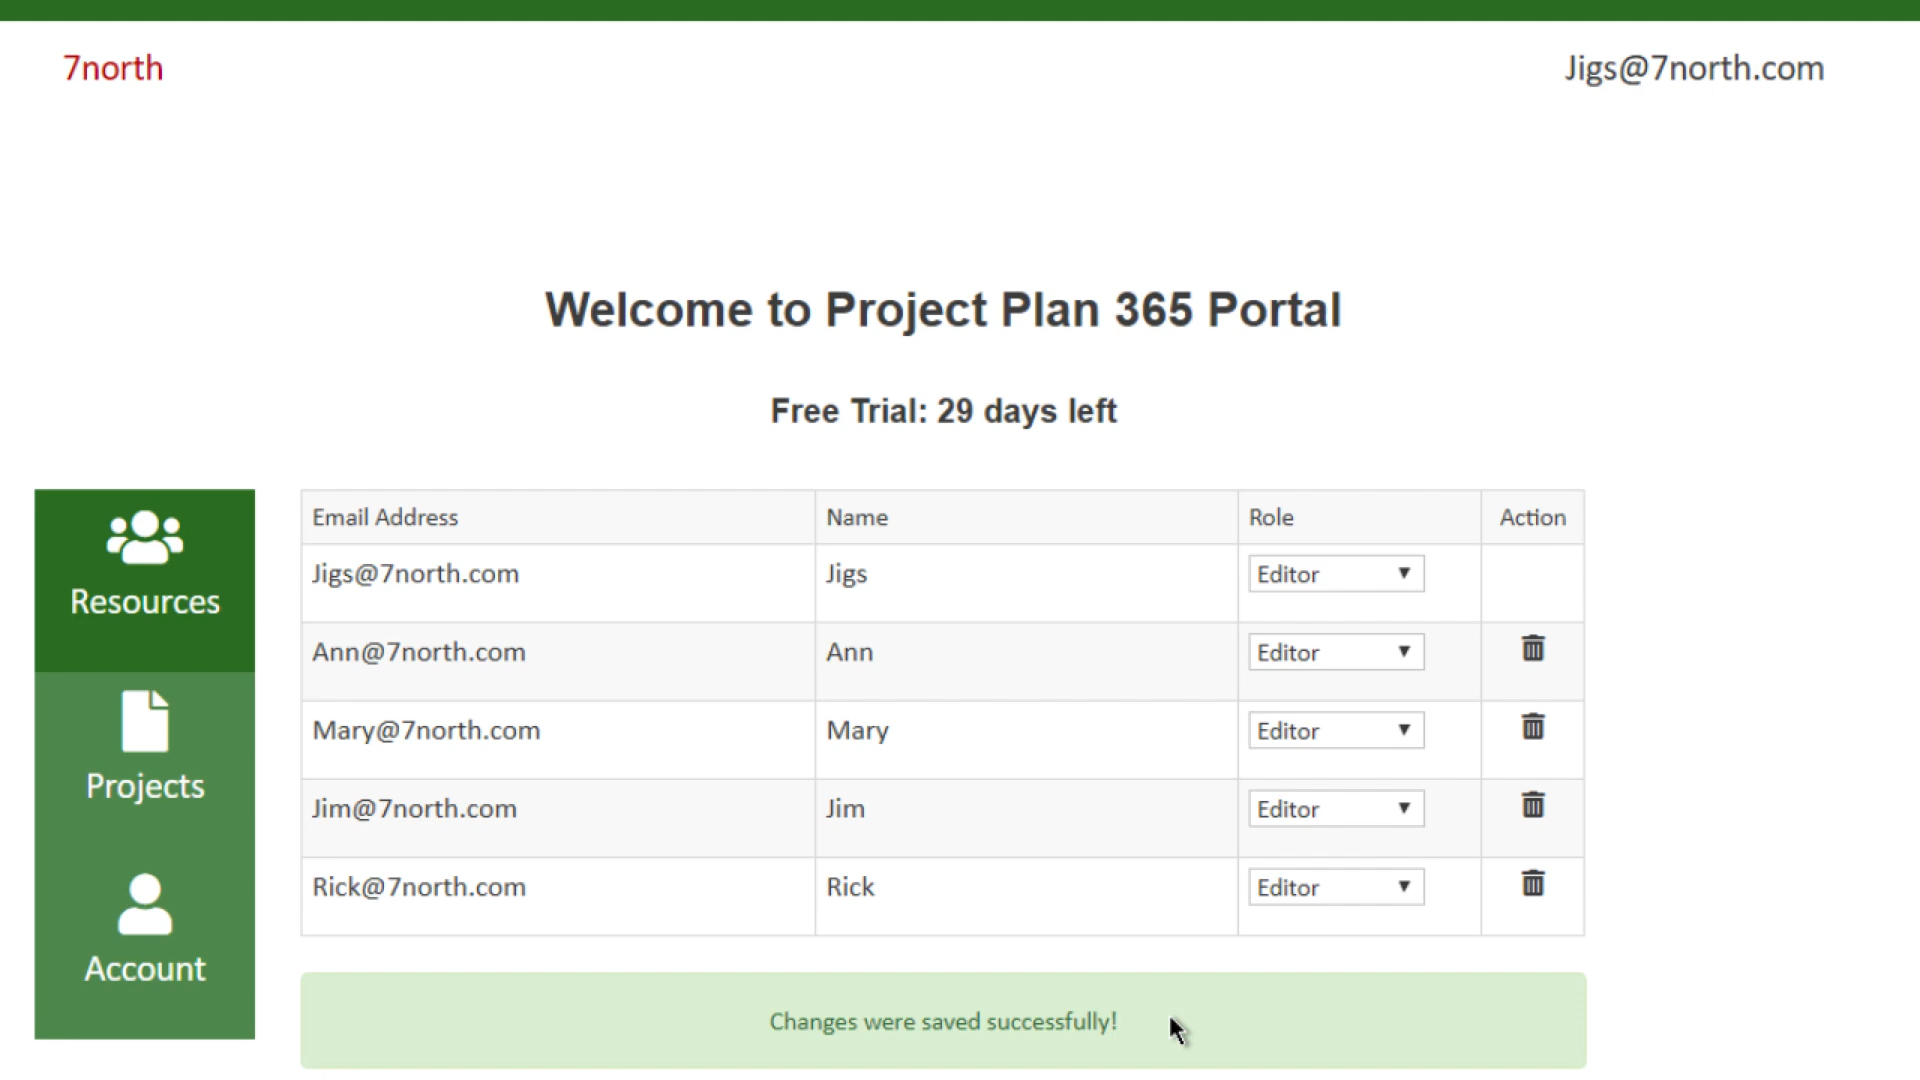 7north
Jigs@7north.com
Welcome to Project Plan 365 Portal
Free Trial: 29 days left
Resources
Projects
Account
Email Address Name Role Action
Jigs@7north.com Jigs Editor
Ann@7north.com Ann Editor
Mary@7north.com Mary Editor
Jim@7north.com Jim Editor
Rick@7north.com Rick Editor
Changes were saved successfully!